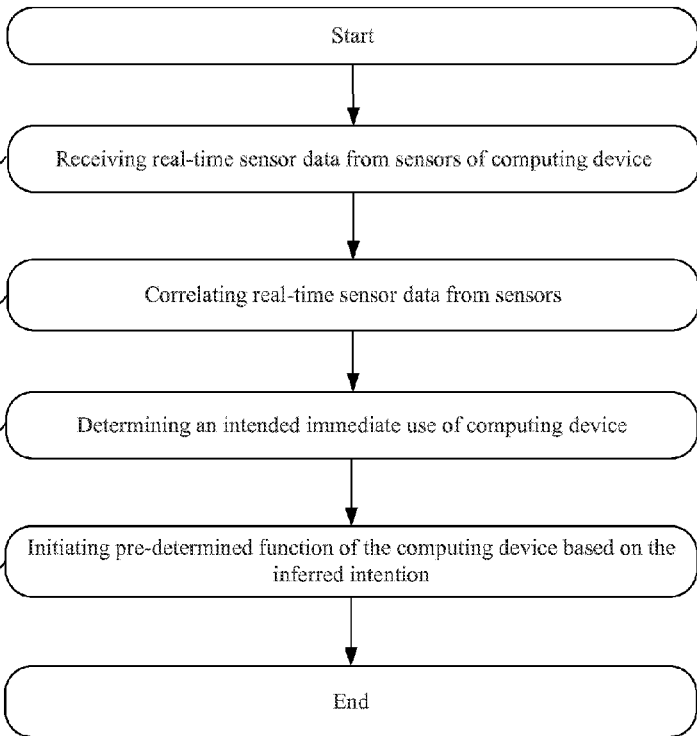 Start
Receiving real-time sensor data from sensors of computing device
Correlating real-time sensor data from sensors
Determining an intended immediate use of computing device
Initiating pre-determined function of the computing device based on the
inferred intention
End